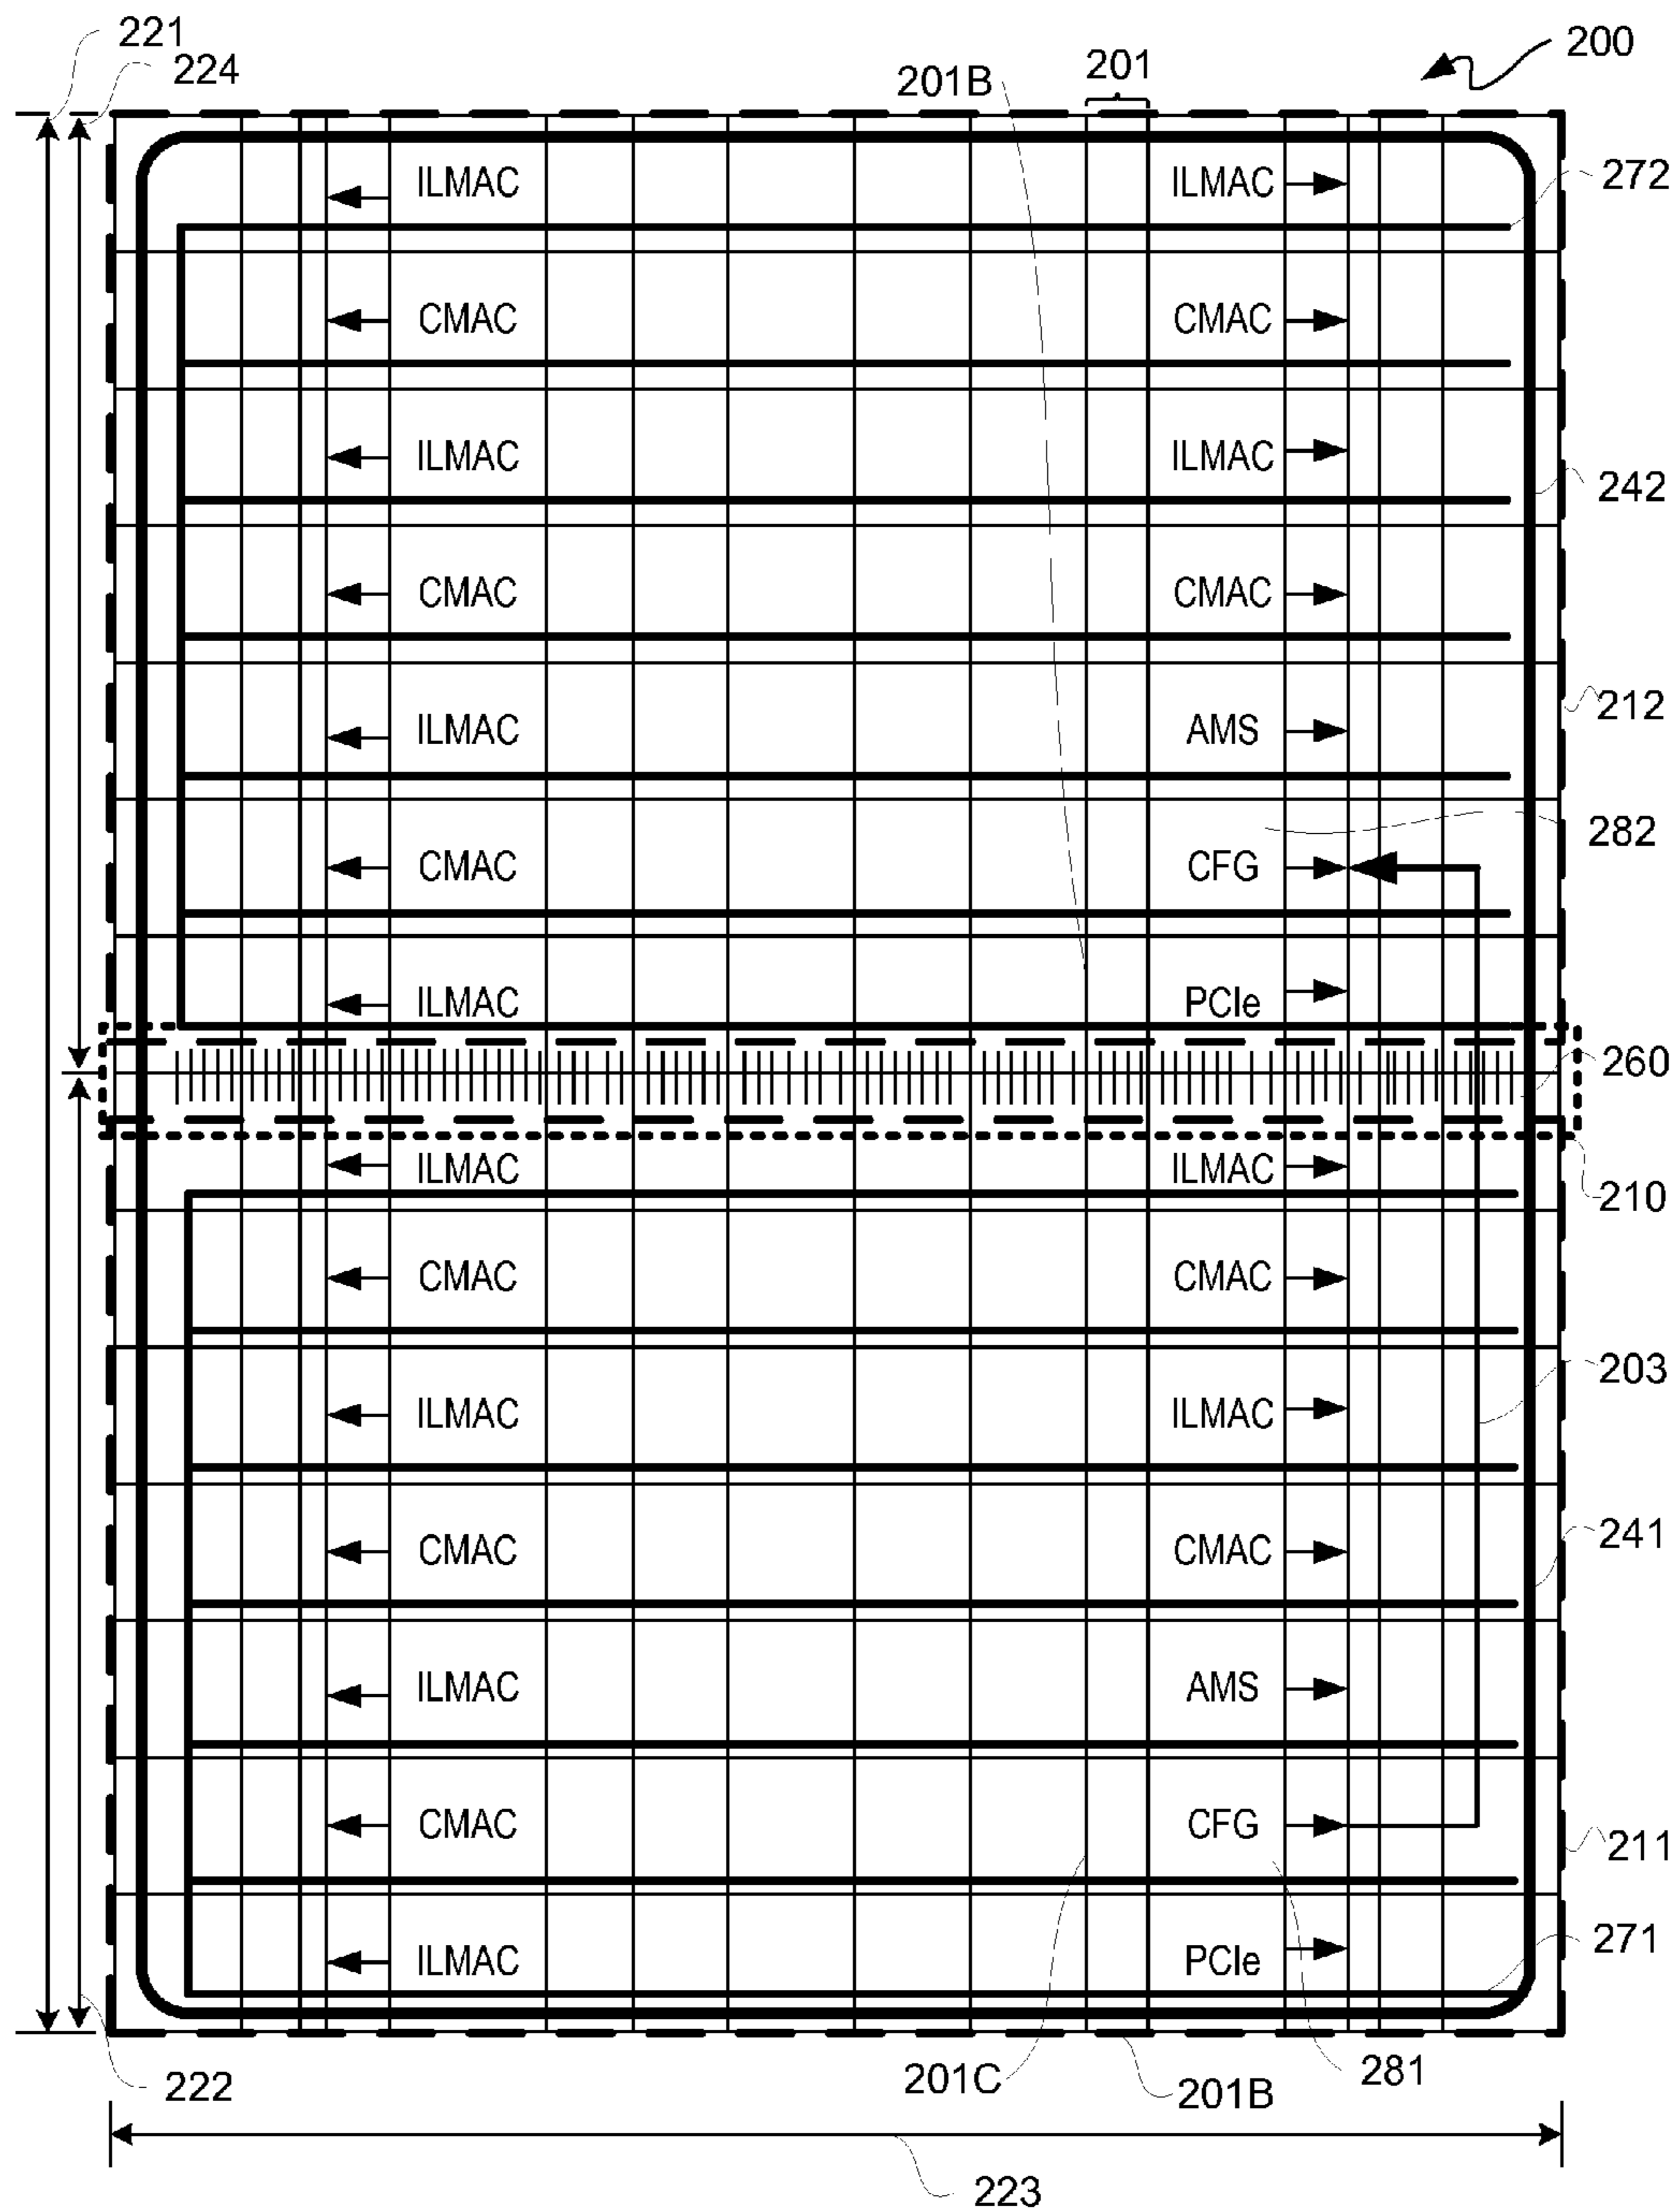 221
224
201B
201
200
ILMAC ILMAC
272
CMAC CMAC
ILMAC ILMAC
242
CMAC CMAC
212
ILMAC AMS
282
CMAC CFG
ILMAC PCIe
260
ILMAC ILMAC
210
CMAC CMAC
203
ILMAC ILMAC
241
CMAC CMAC
ILMAC AMS
CMAC CFG
211
271
ILMAC PCIe
222
201C
201B
281
223